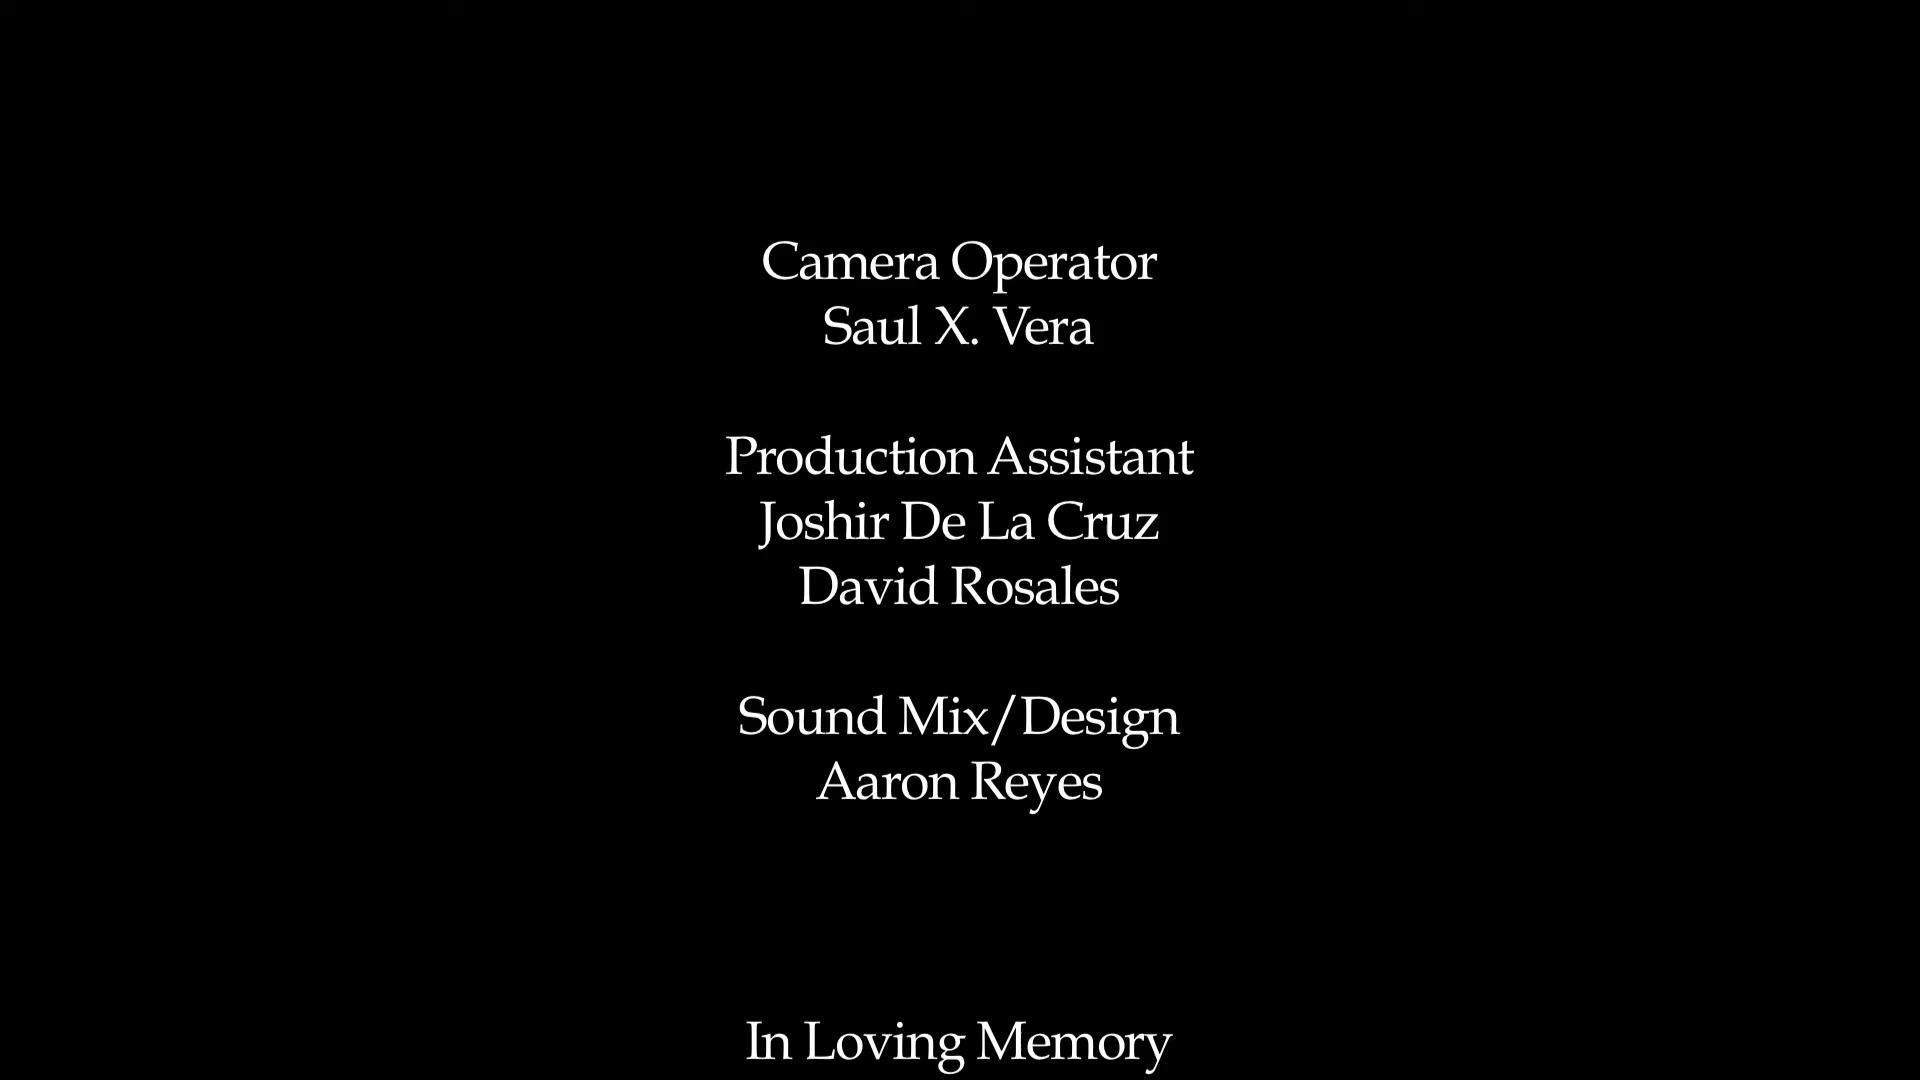 Camera Operator
Saul X. Vera
Production Assistant
Joshir De La Cruz
David Rosales
Sound Mix/Design
Aaron Reyes
In Loving Memory